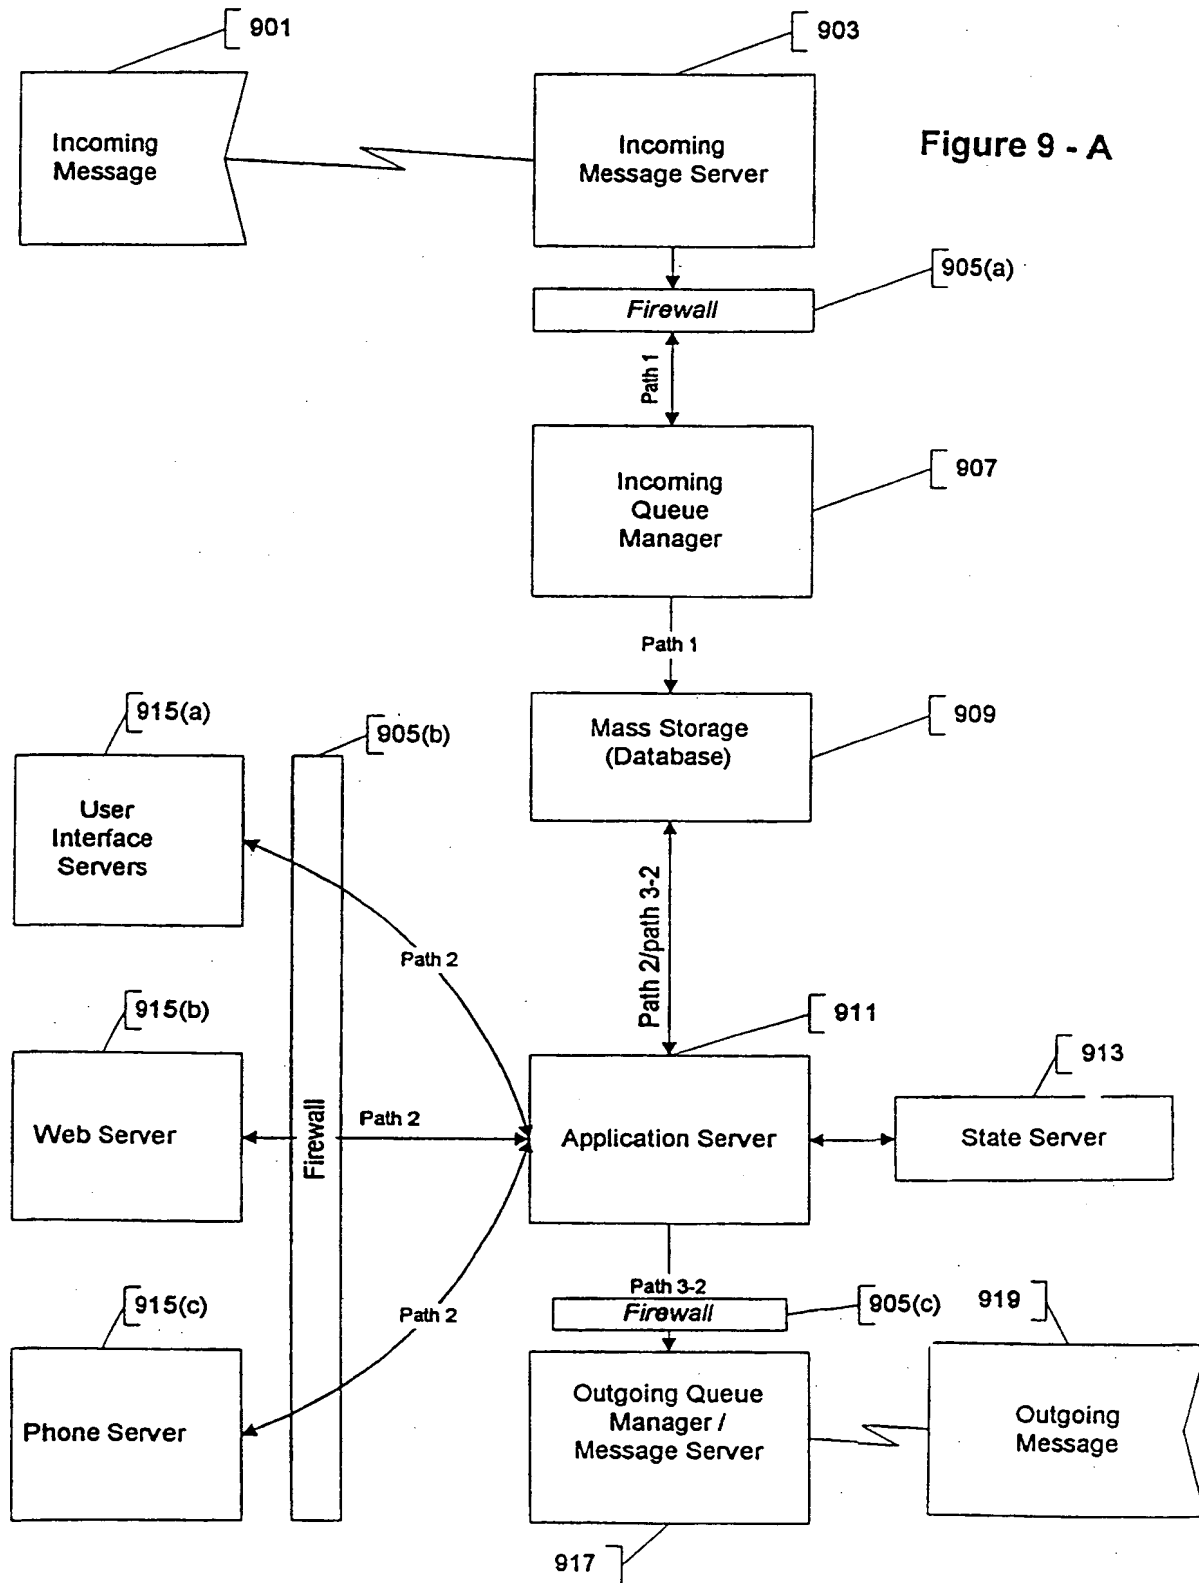 901
903
Incoming
Message
Incoming
Message Server
Figure 9 - A
905(a)
Firewall
Path 1
907
Incoming
Queue
Manager
Path 1
915(a)
905(b)
909
Mass Storage
(Database)
User
Interface
Servers
Path 2/path 3-2
Path 2
915(b)
911
913
Web Server
Firewall
Path 2
Application Server
State Server
915(c)
Path 2
Path 3-2
Firewall
905(c)
919
Phone Server
Outgoing Queue
Manager /
Message Server
Outgoing
Message
917